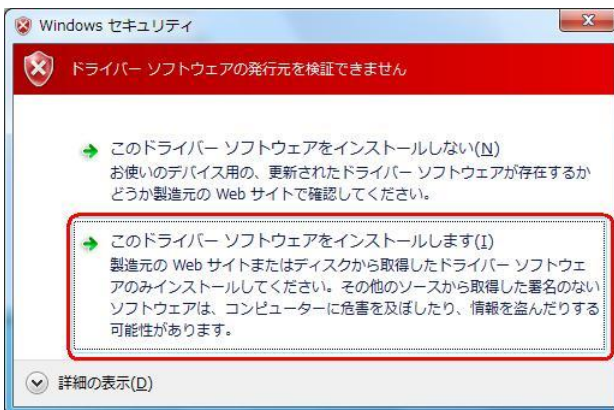 Windows セキュリティ
ドライバー ソフトウェアの発行元を検証できません
このドライバー ソフトウェアをインストールしない(N)
お使いのデバイス用の、更新されたドライバー ソフトウェアが存在するか
どうか製造元の Web サイトで確認してください。
このドライバー ソフトウェアをインストールします(I)
製造元の Web サイトまたはディスクから取得したドライバー ソフトウェ
アのみインストールしてください。その他のソースから取得した署名のない
ソフトウェアは、コンピューターに危害を及ぼしたり、情報を盗んだりする
可能性があります。
詳細の表示(D)